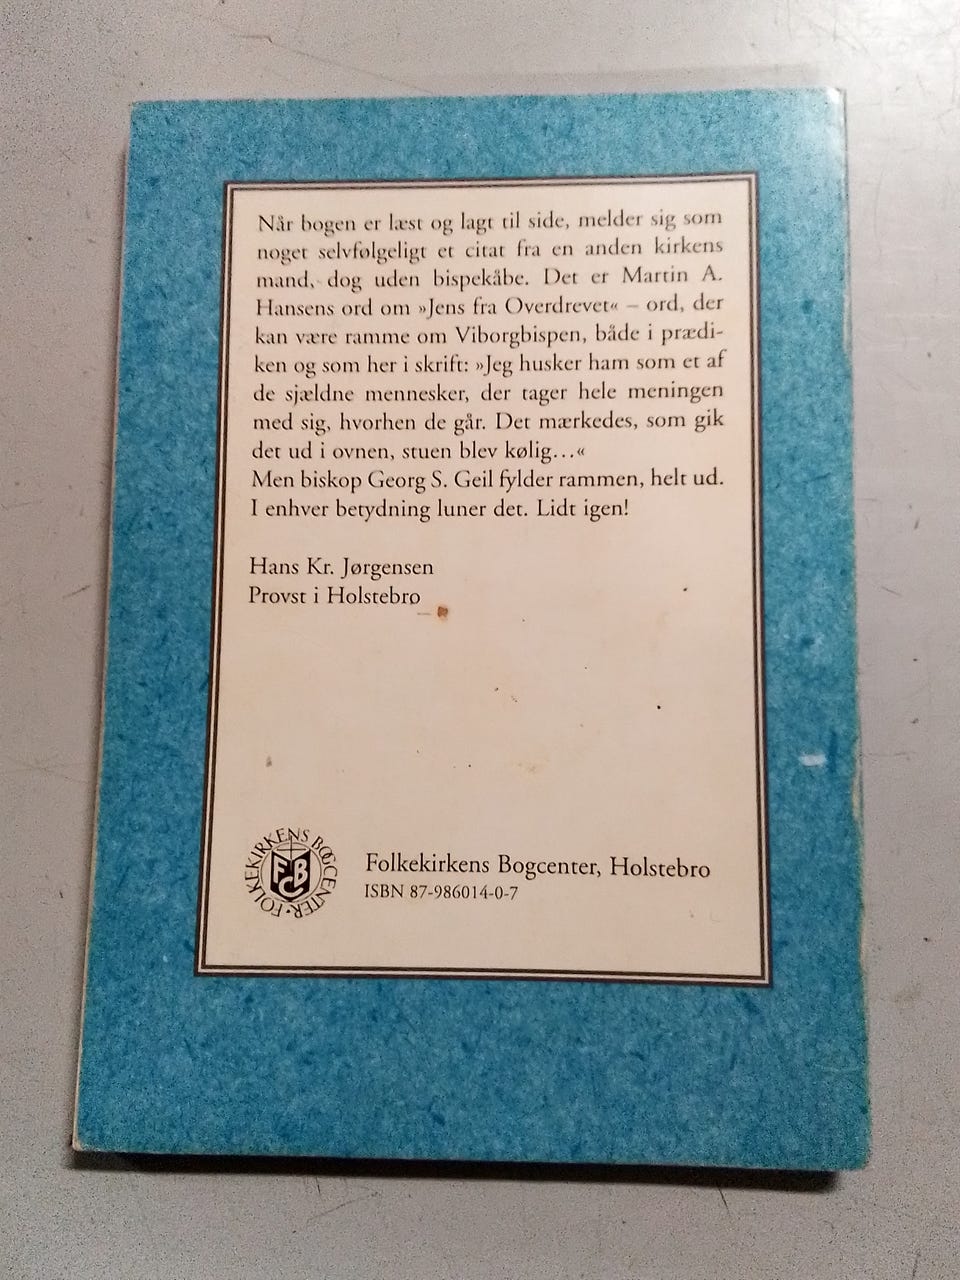 Når bogen er læst og lagt til side, melder sig som
noget selvfølgeligt et citat fra en anden kirkens
mand, dog uden bispekåbe. Det er Martin A.
Hansens ord om »Jens fra Overdrevet« – ord, der
kan være ramme om Viborgbispen, både i prædi-
ken og som her i skrift: »Jeg husker ham som et af
de sjældne mennesker, der tager hele meningen
med sig, hvorhen de går. Det mærkedes, som gik
det ud i ovnen, stuen blev kølig...«
Men biskop Georg S. Geil fylder rammen, helt ud.
I enhver betydning luner det. Lidt igen!
Hans Kr. Jørgensen
Provst i Holstebro
FOLKEKIRKENS BOGCENTER
FBC
Folkekirkens Bogcenter, Holstebro
ISBN 87-986014-0-7